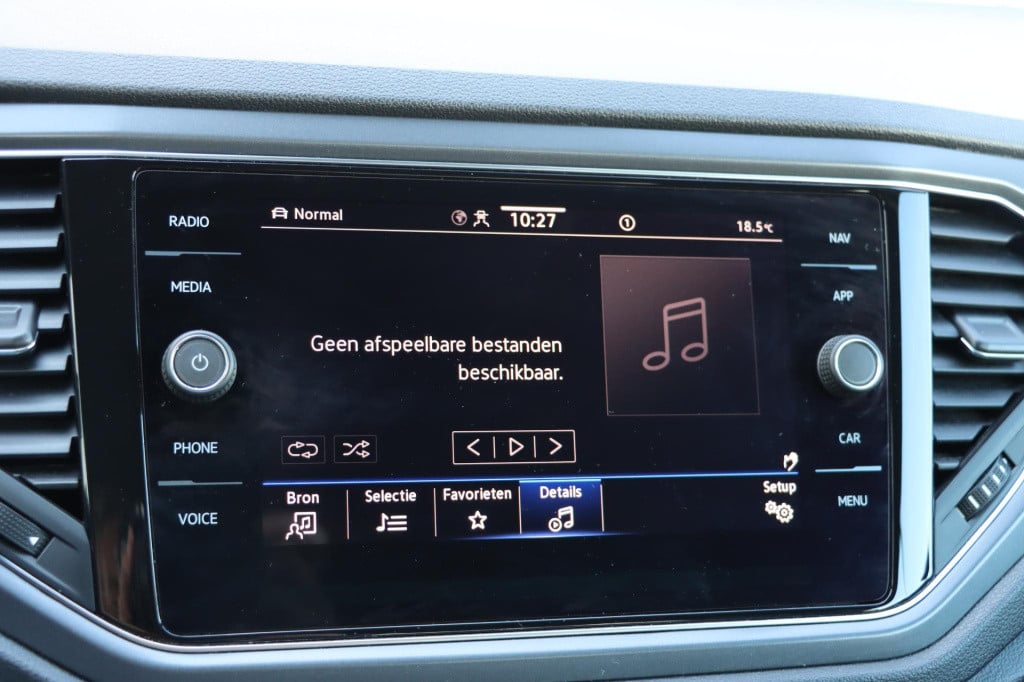 RADIO
MEDIA
PHONE
VOICE
Normal
10:27
1
18.5°C
Geen afspeelbare bestanden
beschikbaar.
Bron
Selectie
Favorieten
Details
Setup
NAV
APP
CAR
MENU